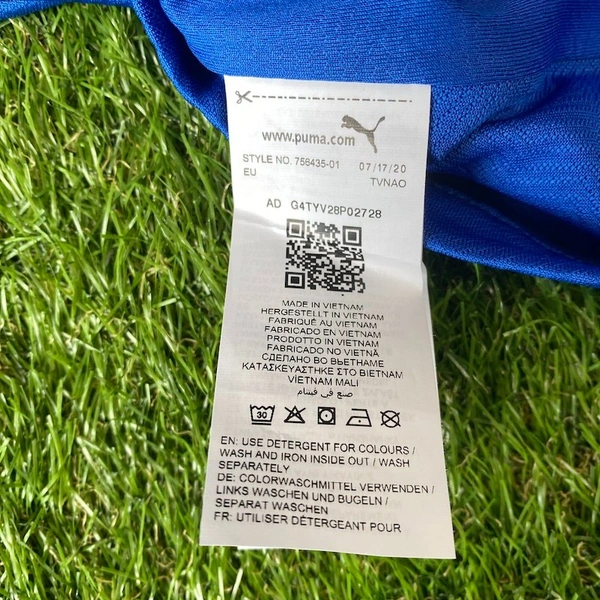 www.puma.com
STYLE NO. 756435-01 07/17/20
EU TVNAO
AD G4TYV28P02728
MADE IN VIETNAM
HERGESTELLT IN VIETNAM
FABRIQUÉ AU VIETNAM
FABRICADO EN VIETNAM
PRODOTTO IN VIETNAM
FABRICADO NO VIETNÃ
СДЕЛАНО ВО ВЬЕТНАМЕ
ΚΑΤΑΣΚΕΥΑΣΤΗΚΕ ΣΤΟ ΒΙΕΤΝΑΜ
VİETNAM MALI
صنع في فيتنام
30
EN: USE DETERGENT FOR COLOURS /
WASH AND IRON INSIDE OUT / WASH
SEPARATELY
DE: COLORWASCHMITTEL VERWENDEN /
LINKS WASCHEN UND BUGELN /
SEPARAT WASCHEN
FR: UTILISER DÉTERGEANT POUR